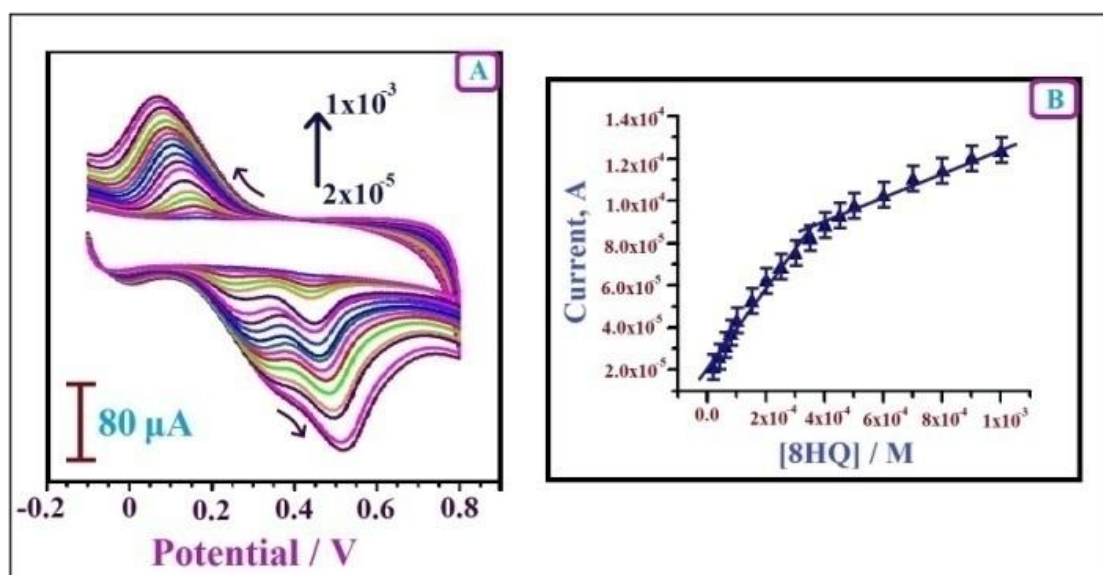 A
1x10⁻³
2x10⁻⁵
80 μA
-0.2 0 0.2 0.4 0.6 0.8
Potential / V
B
1.4x10⁻⁴
1.2x10⁻⁴
1.0x10⁻⁴
8.0x10⁻⁵
6.0x10⁻⁵
4.0x10⁻⁵
2.0x10⁻⁵
Current, A
0.0 2x10⁻⁴ 4x10⁻⁴ 6x10⁻⁴ 8x10⁻⁴ 1x10⁻³
[8HQ] / M